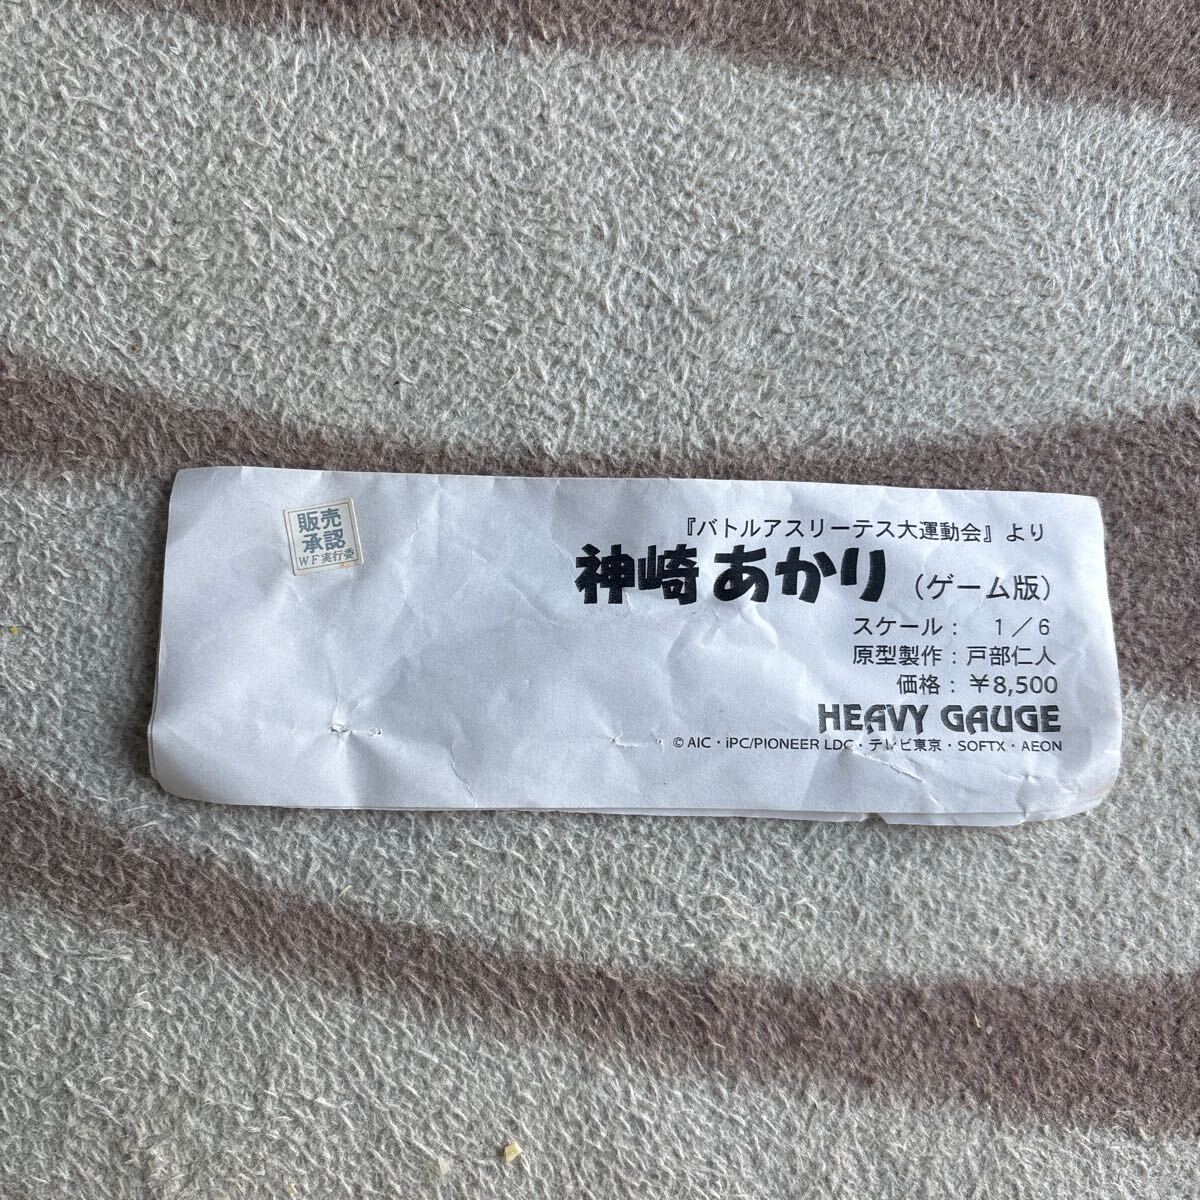 販売
承認
WF実行委
『バトルアスリーテス大運動会』より
神崎あかり（ゲーム版）
スケール： 1／6
原型製作：戸部仁人
価格：￥8,500
HEAVY GAUGE
© AIC・iPC/PIONEER LDC・テレビ東京・SOFTX・AEON